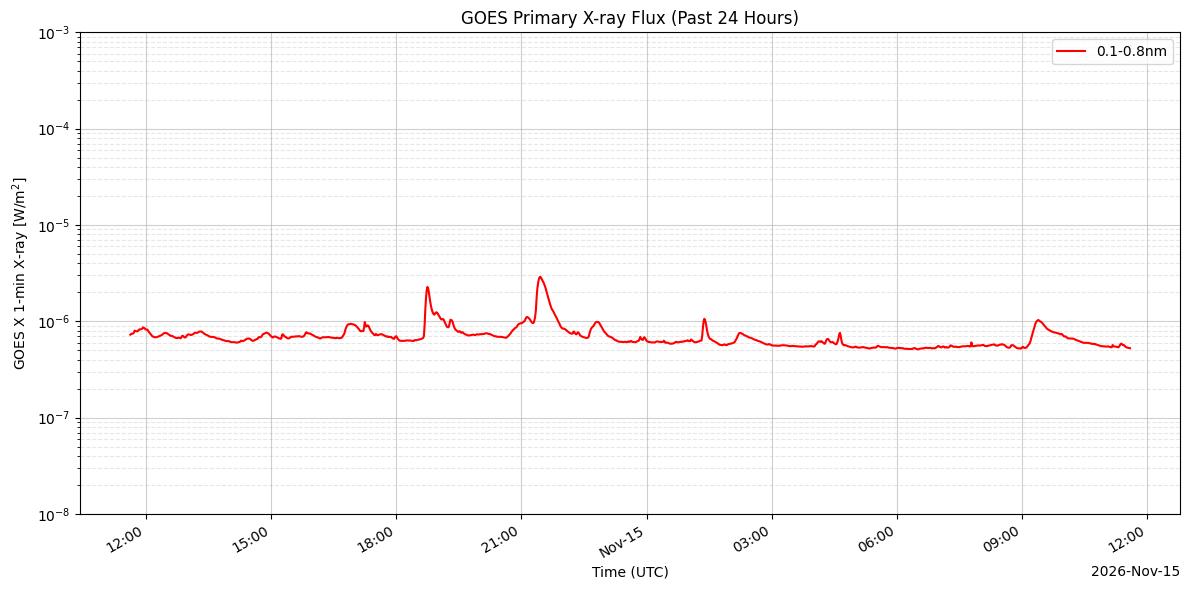 GOES Primary X-ray Flux (Past 24 Hours)
0.1-0.8nm
GOES X 1-min X-ray [W/m²]
10⁻³
10⁻⁴
10⁻⁵
10⁻⁶
10⁻⁷
10⁻⁸
12:00
15:00
18:00
21:00
Nov-15
03:00
06:00
09:00
12:00
Time (UTC)
2026-Nov-15